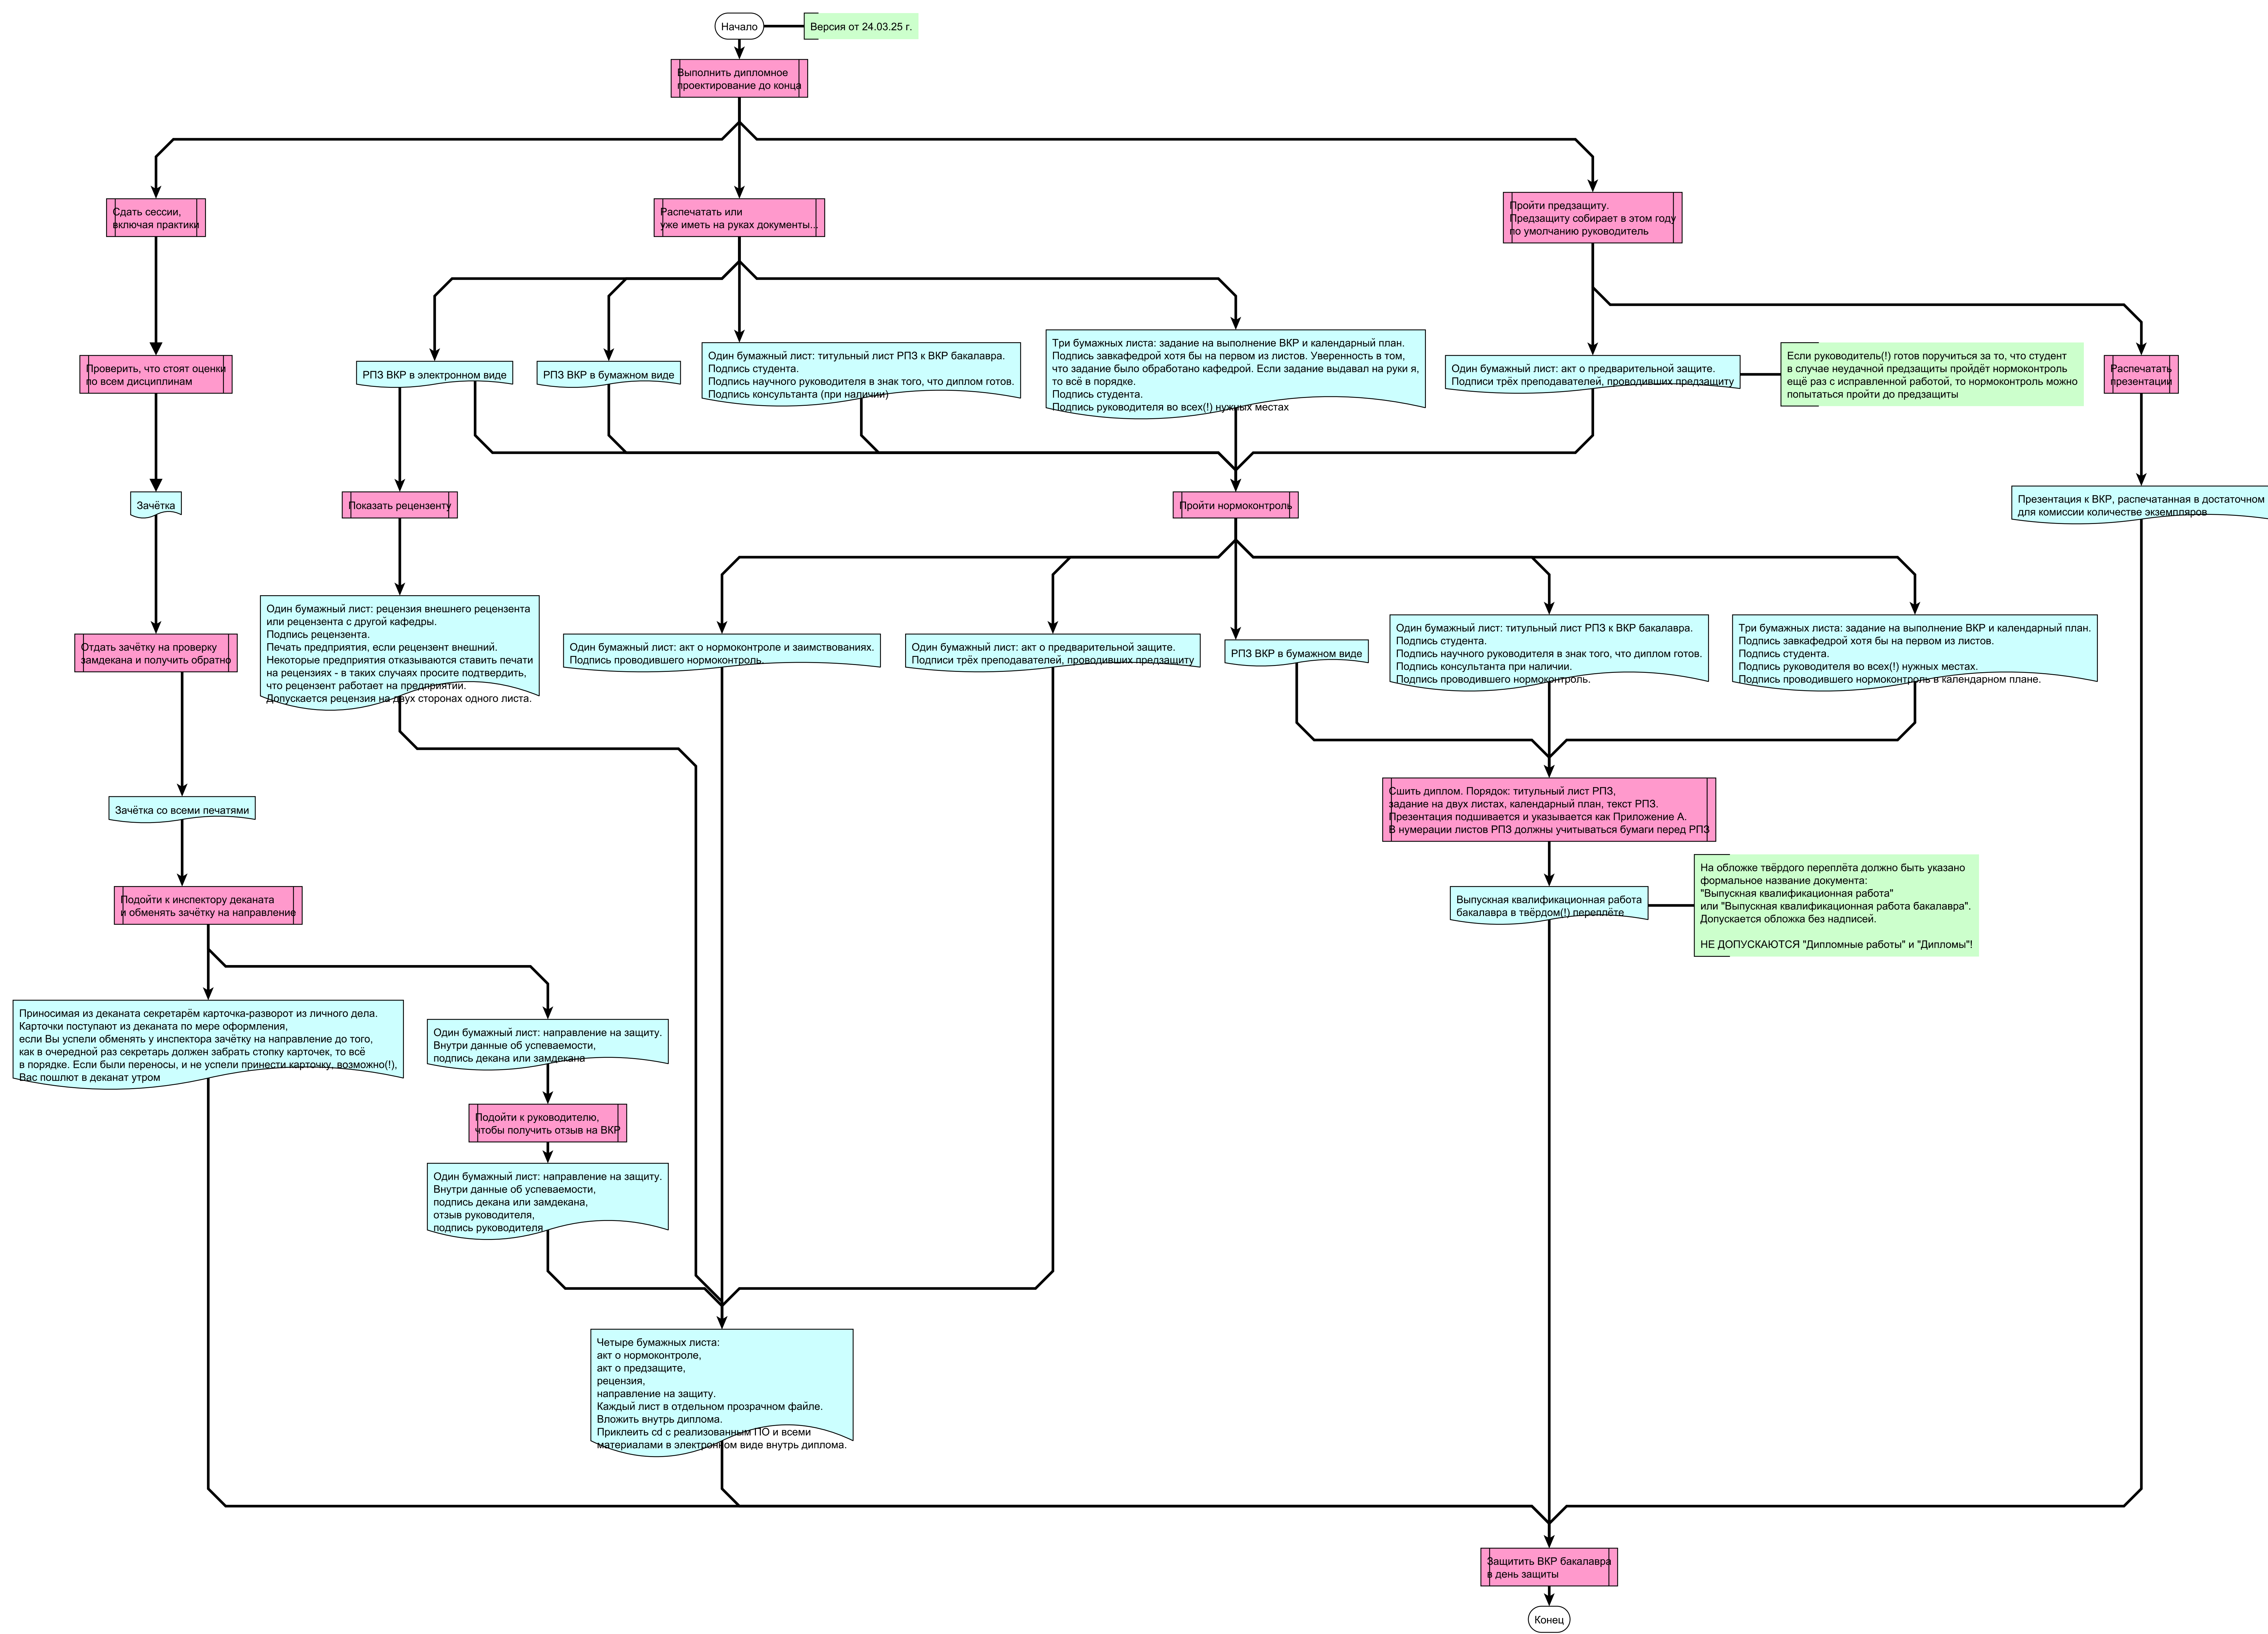 Начало
Версия от 24.03.25 г.
Выполнить дипломное
проектирование до конца
Сдать сессии,
включая практики
Распечатать или
уже иметь на руках документы...
Пройти предзащиту.
Предзащиту собирает в этом году
по умолчанию руководитель
Проверить, что стоят оценки
по всем дисциплинам
РПЗ ВКР в электронном виде
РПЗ ВКР в бумажном виде
Один бумажный лист: титульный лист РПЗ к ВКР бакалавра.
Подпись студента.
Подпись научного руководителя в знак того, что диплом готов.
Подпись консультанта (при наличии)
Три бумажных листа: задание на выполнение ВКР и календарный план.
Подпись завкафедрой хотя бы на первом из листов. Уверенность в том,
что задание было обработано кафедрой. Если задание выдавал на руки я,
то всё в порядке.
Подпись студента.
Подпись руководителя во всех(!) нужных местах
Один бумажный лист: акт о предварительной защите.
Подписи трёх преподавателей, проводивших предзащиту
Если руководитель(!) готов поручиться за то, что студент
в случае неудачной предзащиты пройдёт нормоконтроль
ещё раз с исправленной работой, то нормоконтроль можно
попытаться пройти до предзащиты
Распечатать
презентации
Зачётка
Показать рецензенту
Пройти нормоконтроль
Презентация к ВКР, распечатанная в достаточном
для комиссии количестве экземпляров
Отдать зачётку на проверку
замдекана и получить обратно
Один бумажный лист: рецензия внешнего рецензента
или рецензента с другой кафедры.
Подпись рецензента.
Печать предприятия, если рецензент внешний.
Некоторые предприятия отказываются ставить печати
на рецензиях - в таких случаях просите подтвердить,
что рецензент работает на предприятии.
Допускается рецензия на двух сторонах одного листа.
Один бумажный лист: акт о нормоконтроле и заимствованиях.
Подпись проводившего нормоконтроль.
Один бумажный лист: акт о предварительной защите.
Подписи трёх преподавателей, проводивших предзащиту
РПЗ ВКР в бумажном виде
Один бумажный лист: титульный лист РПЗ к ВКР бакалавра.
Подпись студента.
Подпись научного руководителя в знак того, что диплом готов.
Подпись консультанта при наличии.
Подпись проводившего нормоконтроль.
Три бумажных листа: задание на выполнение ВКР и календарный план.
Подпись завкафедрой хотя бы на первом из листов.
Подпись студента.
Подпись руководителя во всех(!) нужных местах.
Подпись проводившего нормоконтроль в календарном плане.
Зачётка со всеми печатями
Сшить диплом. Порядок: титульный лист РПЗ,
задание на двух листах, календарный план, текст РПЗ.
Презентация подшивается и указывается как Приложение А.
В нумерации листов РПЗ должны учитываться бумаги перед РПЗ
Подойти к инспектору деканата
и обменять зачётку на направление
Выпускная квалификационная работа
бакалавра в твёрдом(!) переплёте
На обложке твёрдого переплёта должно быть указано
формальное название документа:
"Выпускная квалификационная работа"
или "Выпускная квалификационная работа бакалавра".
Допускается обложка без надписей.
НЕ ДОПУСКАЮТСЯ "Дипломные работы" и "Дипломы"!
Приносимая из деканата секретарём карточка-разворот из личного дела.
Карточки поступают из деканата по мере оформления,
если Вы успели обменять у инспектора зачётку на направление до того,
как в очередной раз секретарь должен забрать стопку карточек, то всё
в порядке. Если были переносы, и не успели принести карточку, возможно(!),
Вас пошлют в деканат утром
Один бумажный лист: направление на защиту.
Внутри данные об успеваемости,
подпись декана или замдекана
Подойти к руководителю,
чтобы получить отзыв на ВКР
Один бумажный лист: направление на защиту.
Внутри данные об успеваемости,
подпись декана или замдекана,
отзыв руководителя,
подпись руководителя
Четыре бумажных листа:
акт о нормоконтроле,
акт о предзащите,
рецензия,
направление на защиту.
Каждый лист в отдельном прозрачном файле.
Вложить внутрь диплома.
Приклеить cd с реализованным ПО и всеми
материалами в электронном виде внутрь диплома.
Защитить ВКР бакалавра
в день защиты
Конец